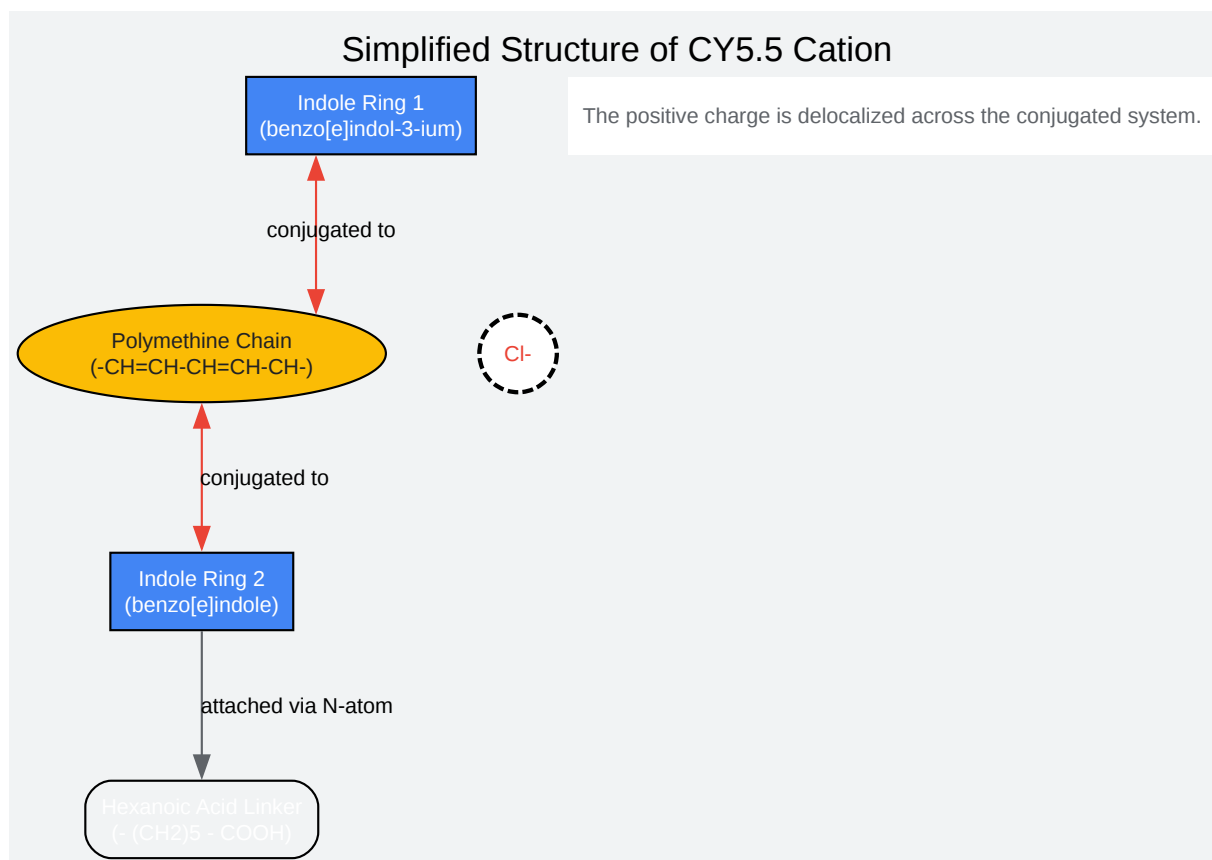 Simplified Structure of CY5.5 Cation
Indole Ring 1
(benzo[e]indol-3-ium)
The positive charge is delocalized across the conjugated system.
conjugated to
Polymethine Chain
(-CH=CH-CH=CH-CH-)
Cl-
conjugated to
Indole Ring 2
(benzo[e]indole)
attached via N-atom
Hexanoic Acid Linker
(- (CH2)5 - COOH)